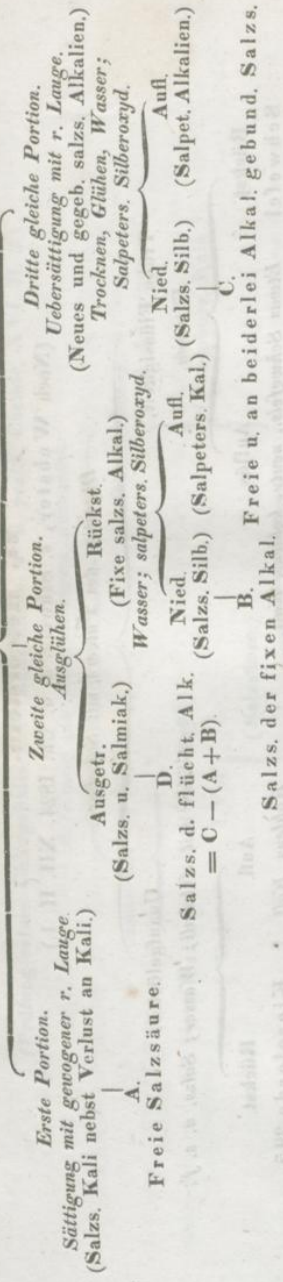 Erste Portion.
Sättigung mit gewogener r. Lauge
(Salzs. Kali nebst Verlust an Kali.)
A.
Freie Salzsäure.
Zweite gleiche Portion.
Ausglühen.
Ausgetr.
(Salzs. u. Salmiak.)
D.
Salzs. d. flücht. Alk.
= C — (A+B)
Rückst.
(Fixe salzs. Alkal.)
Wasser; salpeters. Silberoxyd.
Nied. Aufl.
(Salzs. Silb.) (Salpeters. Kal.)
B.
Salzs. der fixen Alkal.
Dritte gleiche Portion.
Uebersättigung mit r. Lauge.
(Neues und gegeb. salzs. Alkalien.)
Trocknen, Glühen, Wasser;
Salpeters. Silberoxyd.
Nied. Aufl.
(Salzs. Silb.) (Salpet. Alkalien.)
C.
Freie u. an beiderlei Alkal. gebund. Salzs.